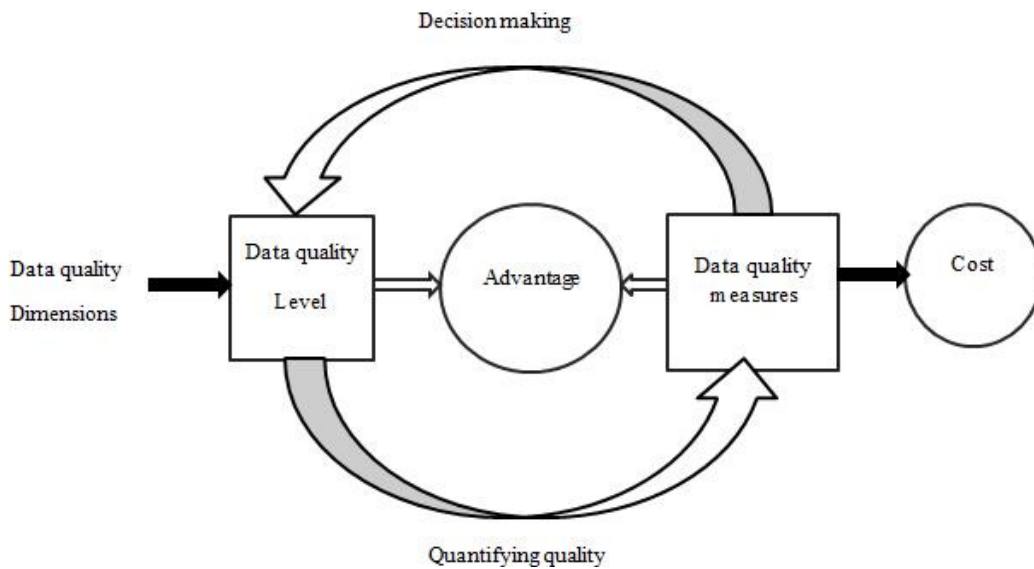 Decision making
Data quality
Dimensions
Data quality
Level
Advantage
Data quality
measures
Cost
Quantifying quality